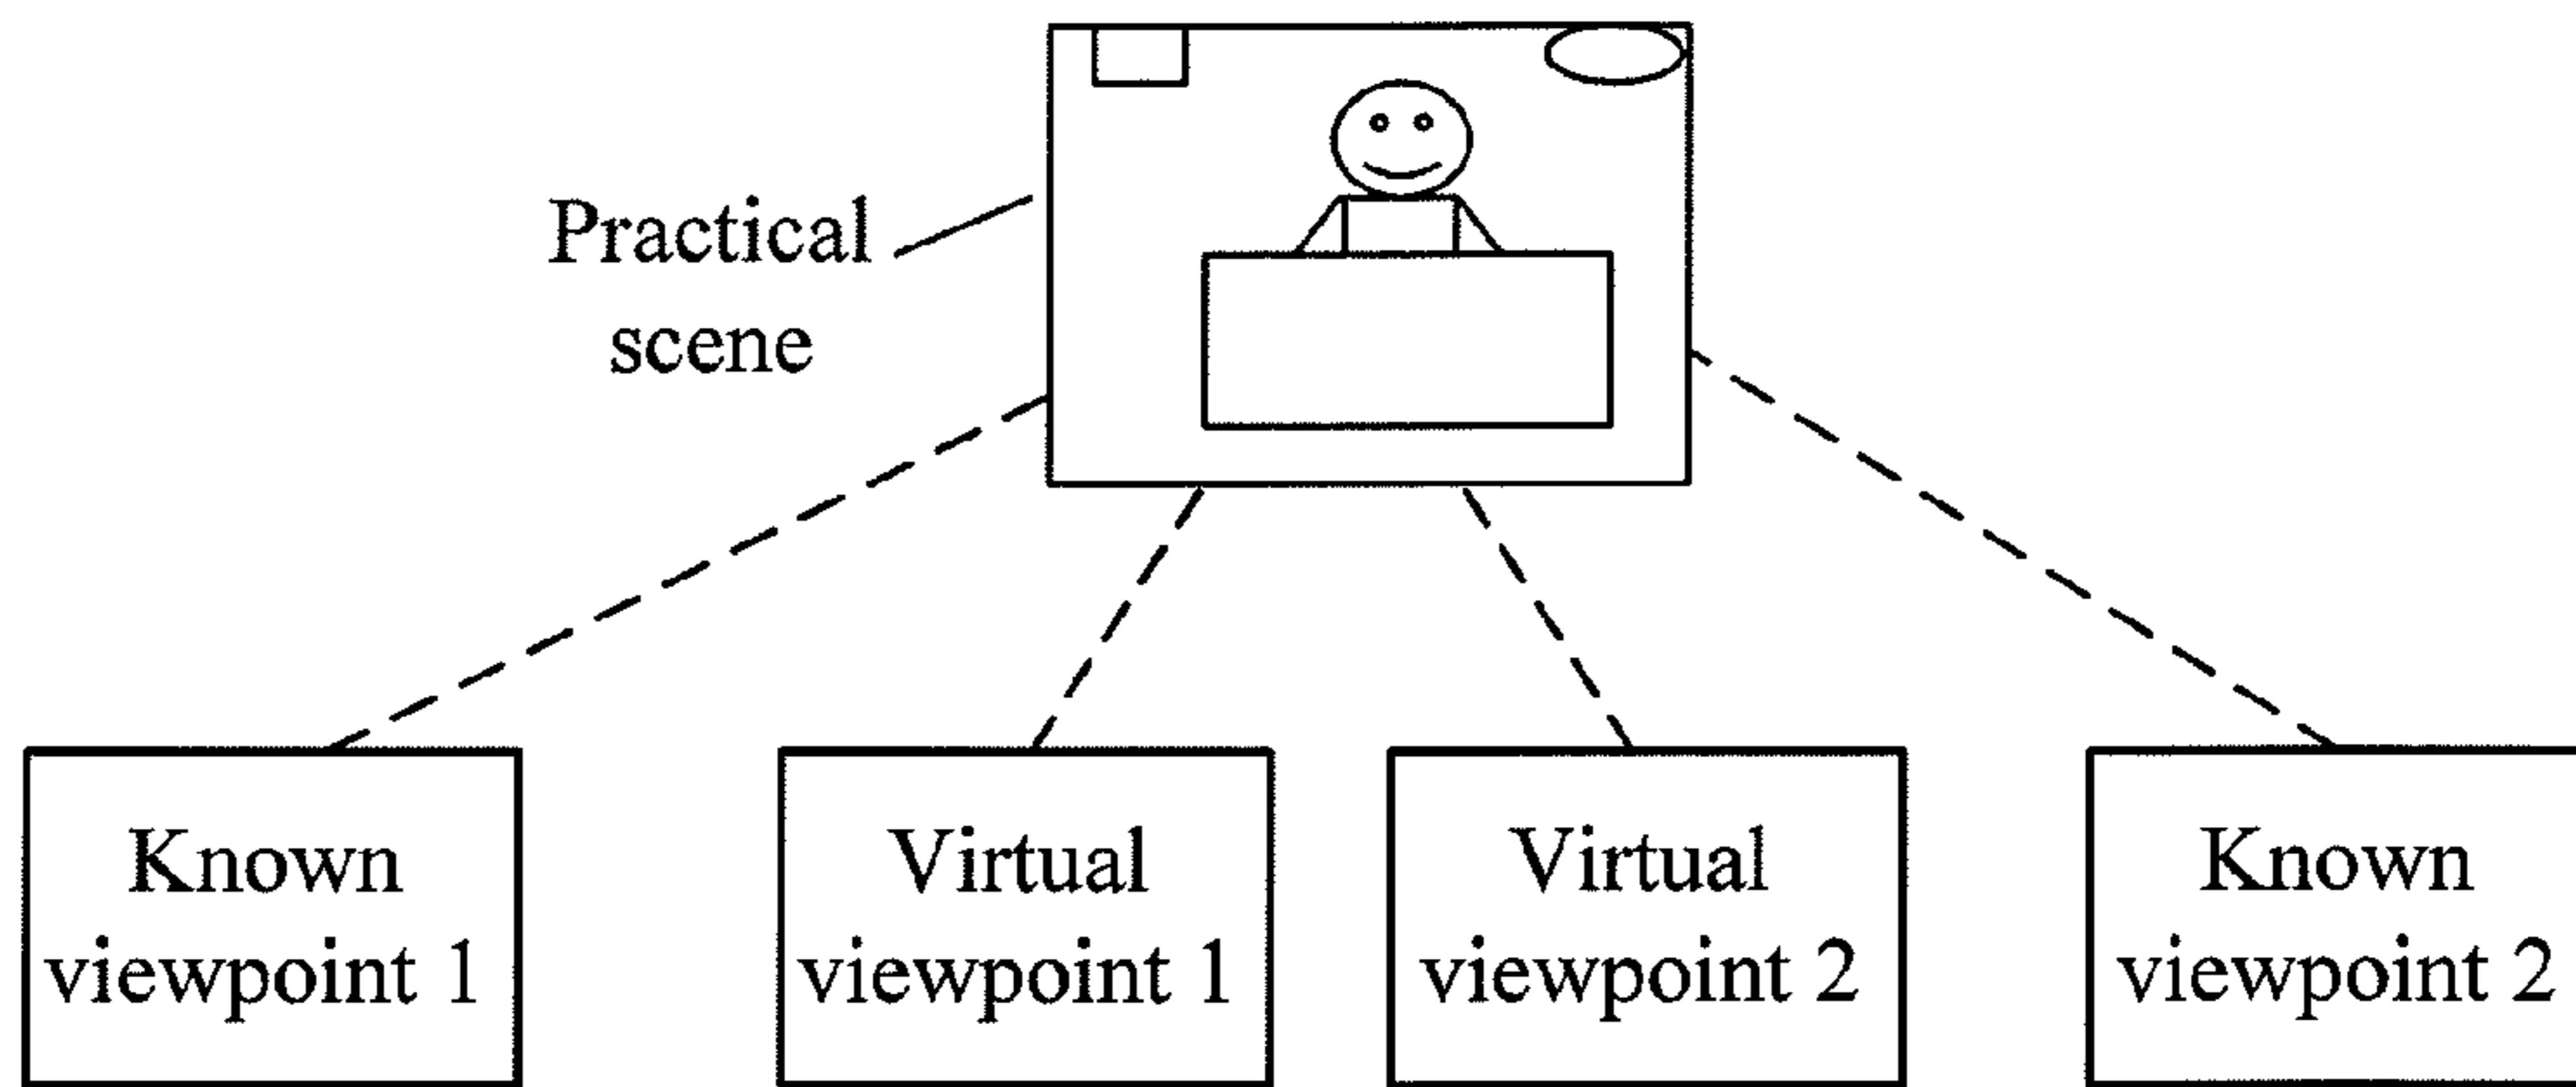 Practical
scene
Known
viewpoint 1
Virtual
viewpoint 1
Virtual
viewpoint 2
Known
viewpoint 2